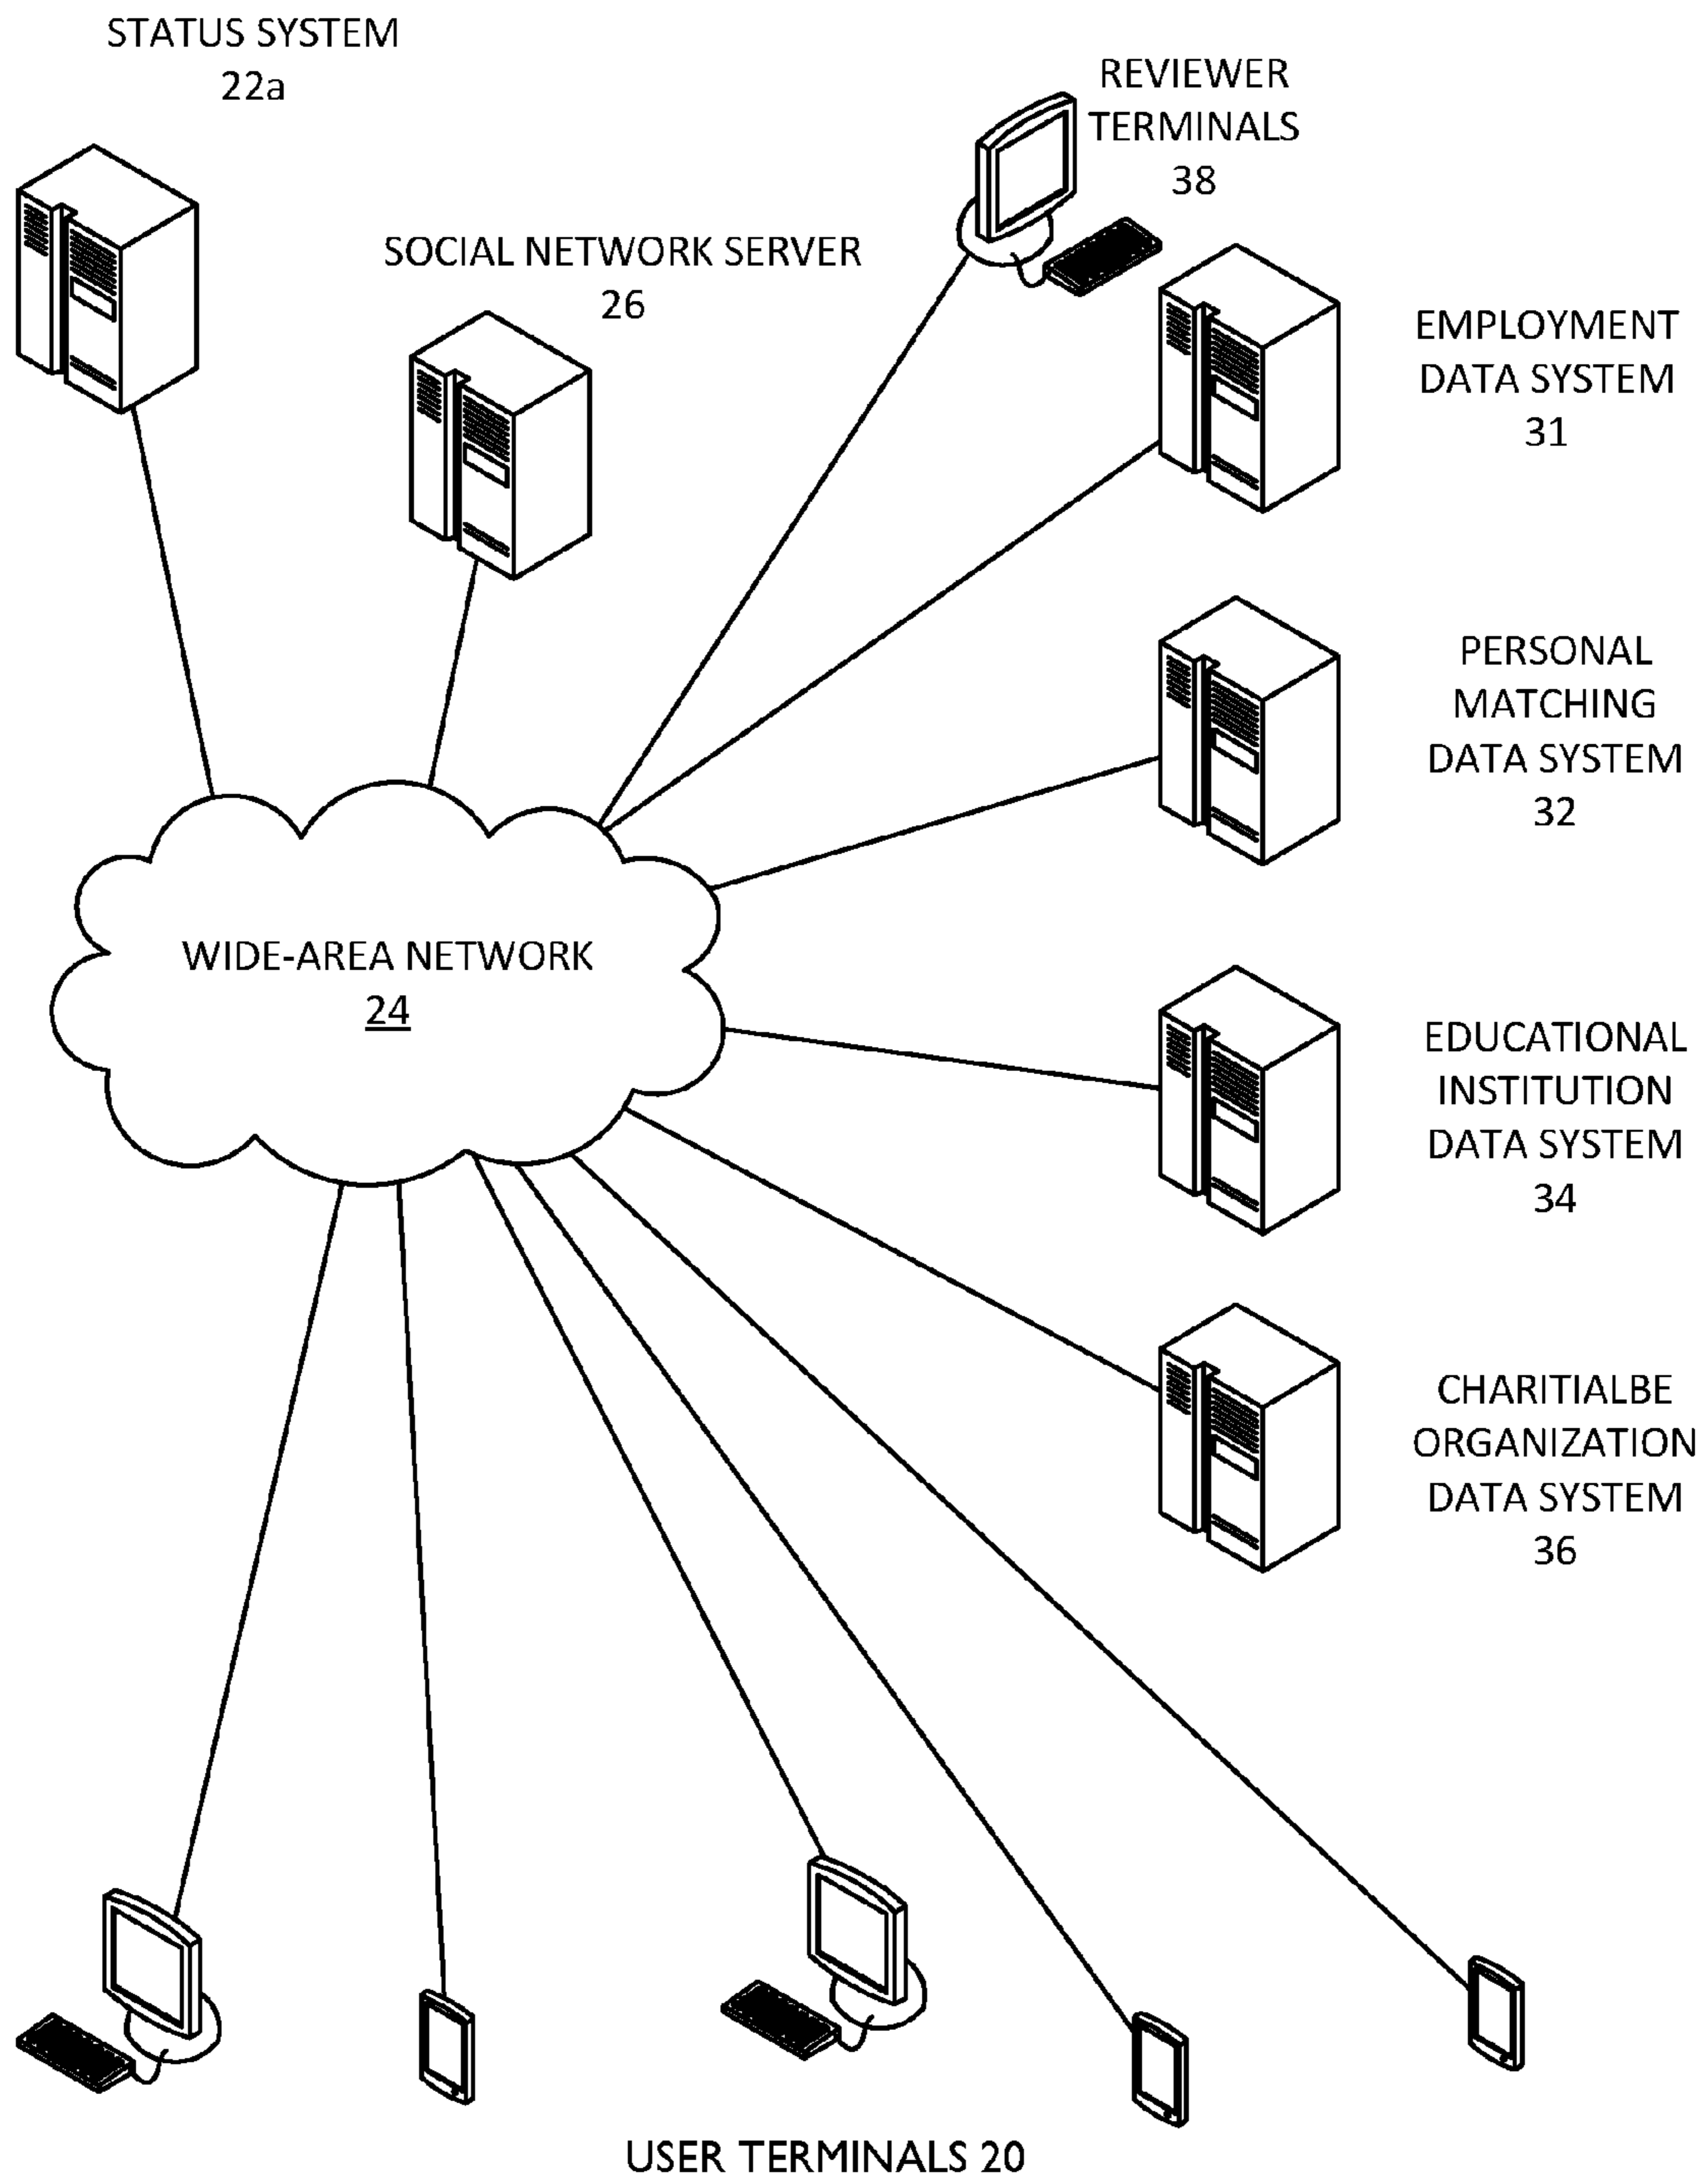 STATUS SYSTEM
22a
REVIEWER
TERMINALS
38
SOCIAL NETWORK SERVER
26
EMPLOYMENT
DATA SYSTEM
31
PERSONAL
MATCHING
DATA SYSTEM
32
WIDE-AREA NETWORK
24
EDUCATIONAL
INSTITUTION
DATA SYSTEM
34
CHARITIALBE
ORGANIZATION
DATA SYSTEM
36
USER TERMINALS 20